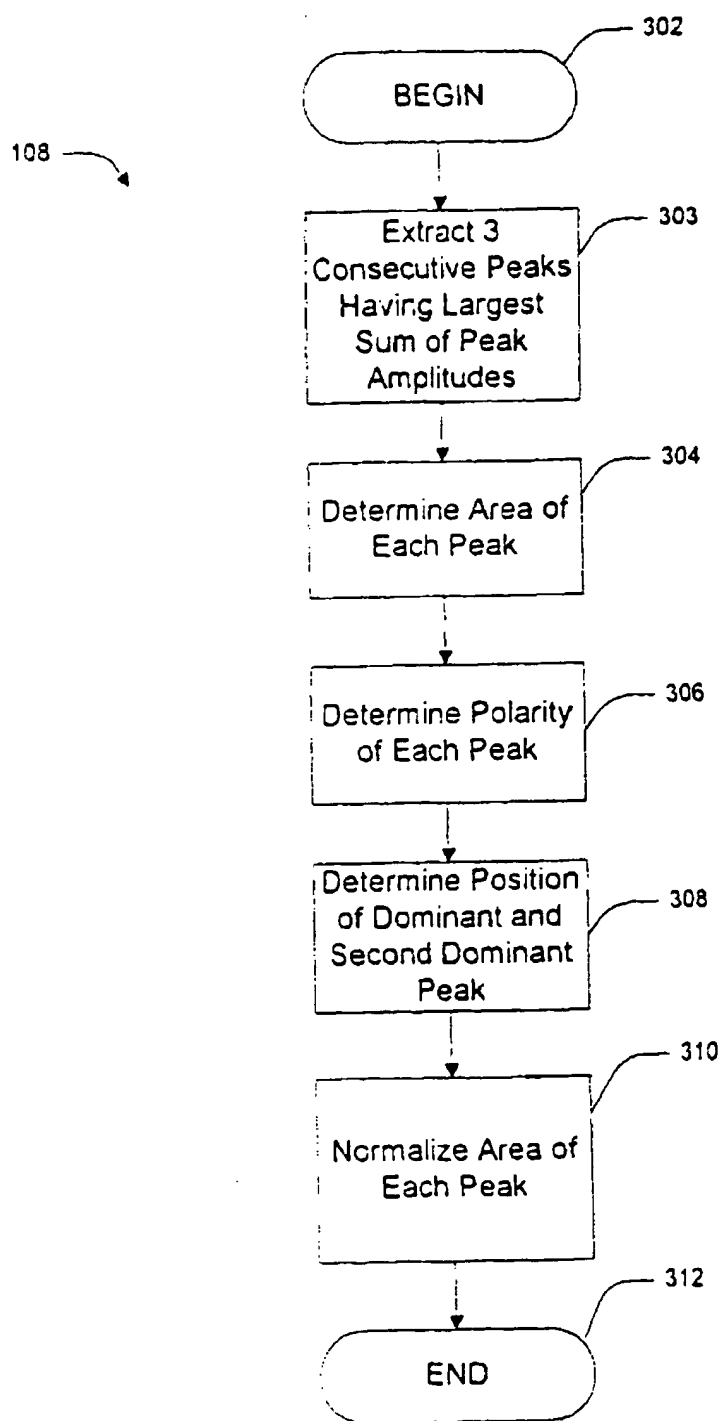 302
BEGIN
108
303
Extract 3
Consecutive Peaks
Having Largest
Sum of Peak
Amplitudes
304
Determine Area of
Each Peak
306
Determine Polarity
of Each Peak
308
Determine Position
of Dominant and
Second Dominant
Peak
310
Normalize Area of
Each Peak
312
END